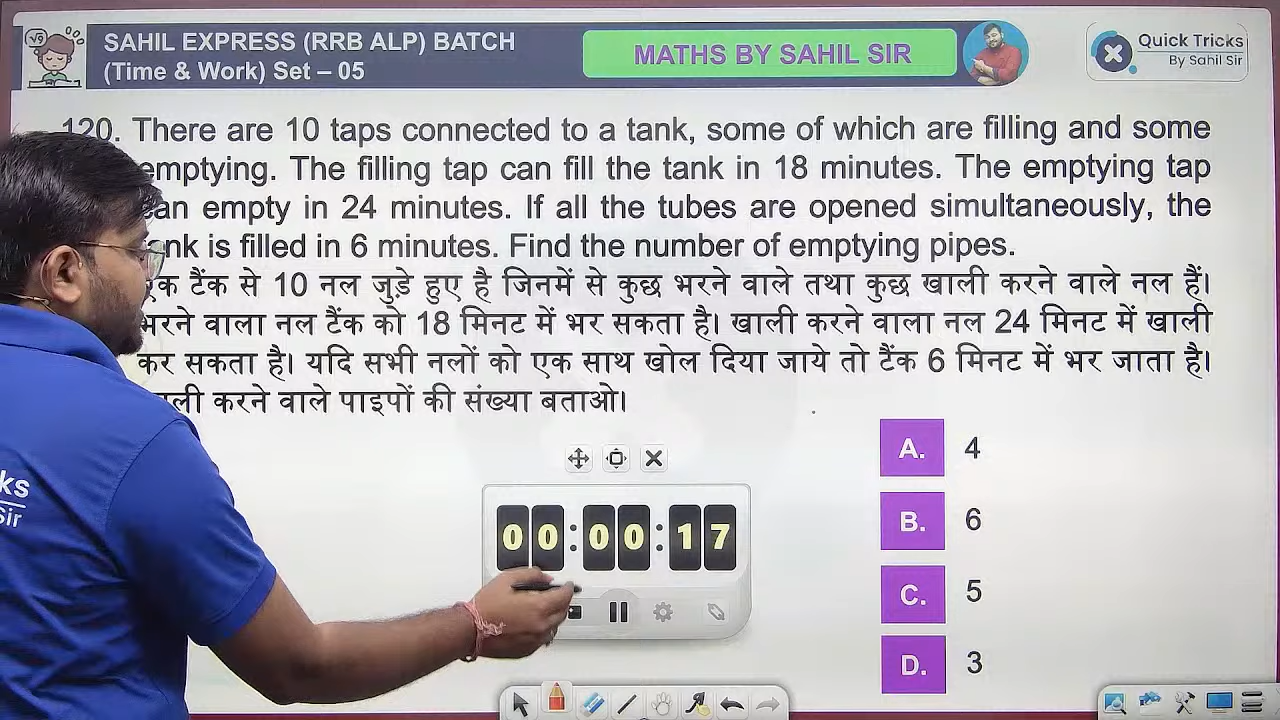 SAHIL EXPRESS (RRB ALP) BATCH
(Time & Work) Set – 05
MATHS BY SAHIL SIR
Quick Tricks
By Sahil Sir
120. There are 10 taps connected to a tank, some of which are filling and some
emptying. The filling tap can fill the tank in 18 minutes. The emptying tap
an empty in 24 minutes. If all the tubes are opened simultaneously, the
nk is filled in 6 minutes. Find the number of emptying pipes.
एक टैंक से 10 नल जुड़े हुए है जिनमें से कुछ भरने वाले तथा कुछ खाली करने वाले नल हैं।
भरने वाला नल टैंक को 18 मिनट में भर सकता है। खाली करने वाला नल 24 मिनट में खाली
कर सकता है। यदि सभी नलों को एक साथ खोल दिया जाये तो टैंक 6 मिनट में भर जाता है।
ली करने वाले पाइपों की संख्या बताओ।
A. 4
B. 6
C. 5
D. 3
00:00:17
ks
Sir